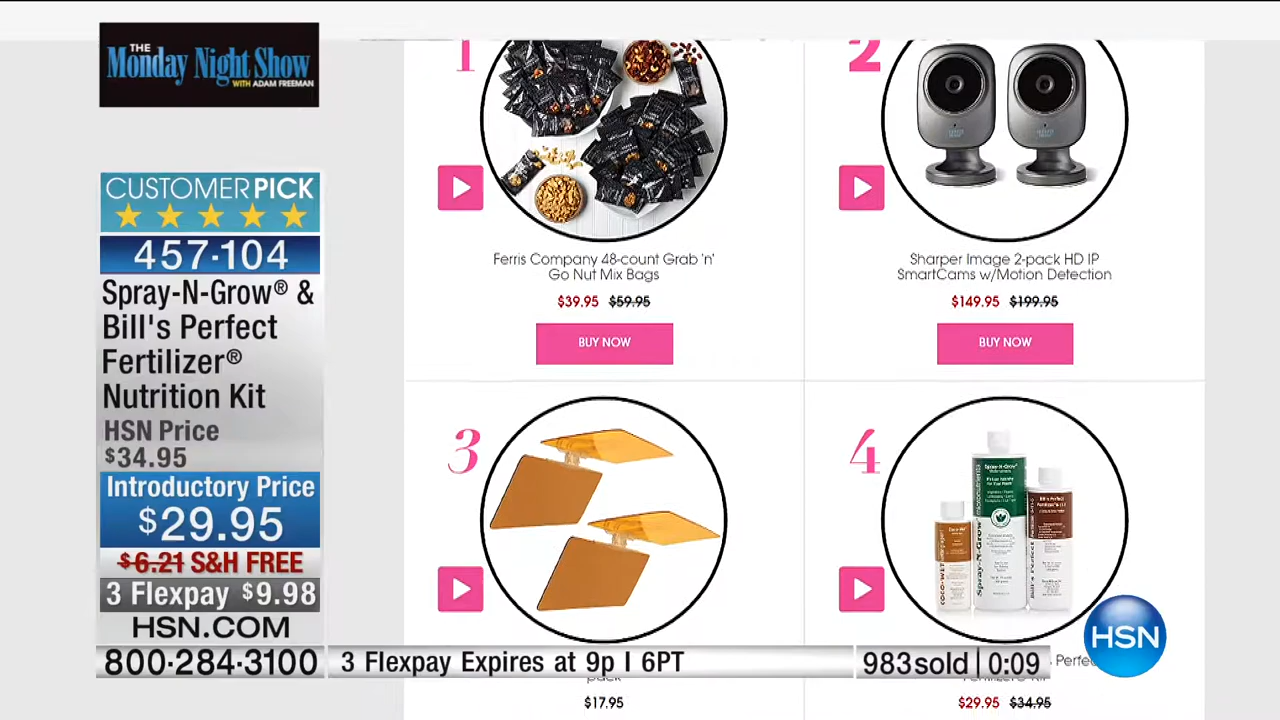 THE
Monday Night Show
WITH ADAM FREEMAN
CUSTOMER PICK
457·104
Spray-N-Grow® &
Bill's Perfect
Fertilizer®
Nutrition Kit
HSN Price
$34.95
Introductory Price
$29.95
$6.21 S&H FREE
3 Flexpay $9.98
HSN.COM
800·284·3100
1
Ferris Company 48-count Grab 'n'
Go Nut Mix Bags
$39.95 $59.95
BUY NOW
2
Sharper Image 2-pack HD IP
SmartCams w/Motion Detection
$149.95 $199.95
BUY NOW
3
pack
$17.95
4
Spray-N-Grow
Bill's Perfect
$29.95 $34.95
HSN
3 Flexpay Expires at 9p I 6PT
983sold 0:09